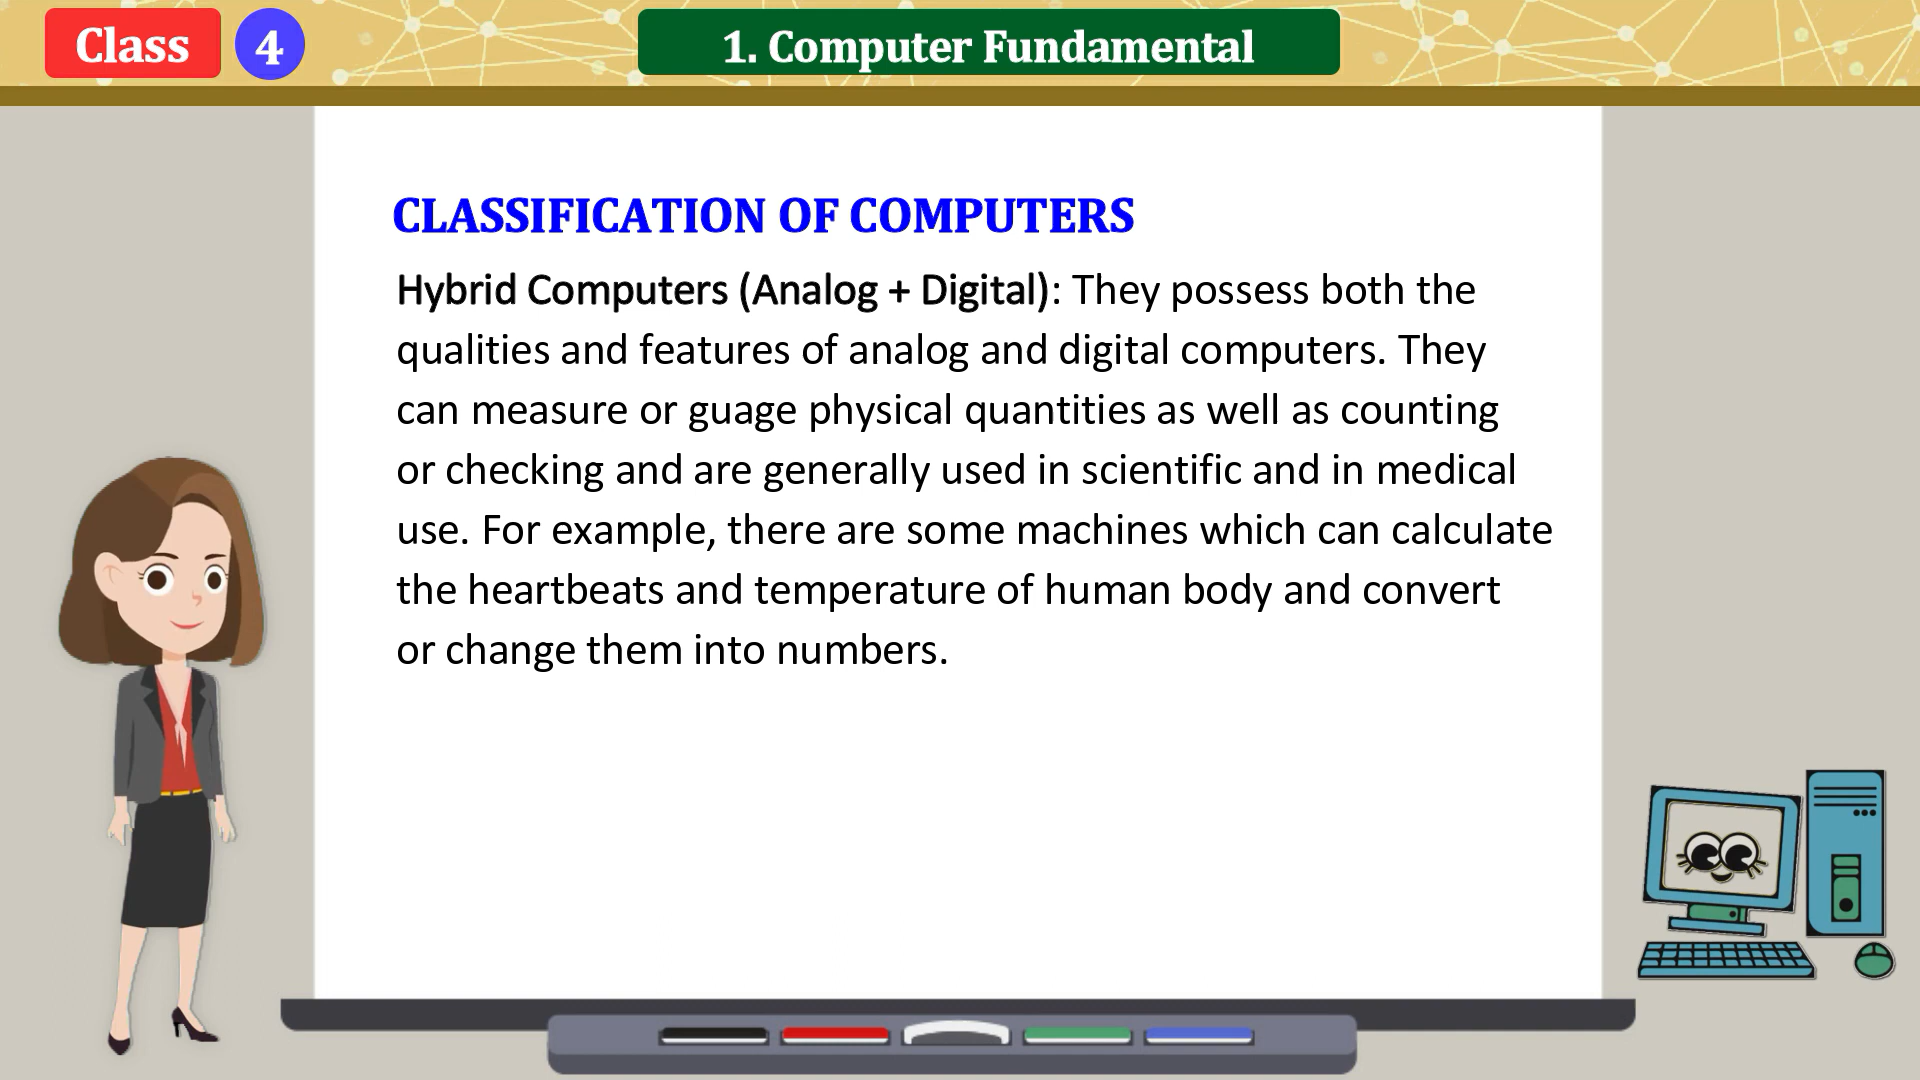 Class 4
1. Computer Fundamental
CLASSIFICATION OF COMPUTERS
Hybrid Computers (Analog + Digital): They possess both the
qualities and features of analog and digital computers. They
can measure or guage physical quantities as well as counting
or checking and are generally used in scientific and in medical
use. For example, there are some machines which can calculate
the heartbeats and temperature of human body and convert
or change them into numbers.